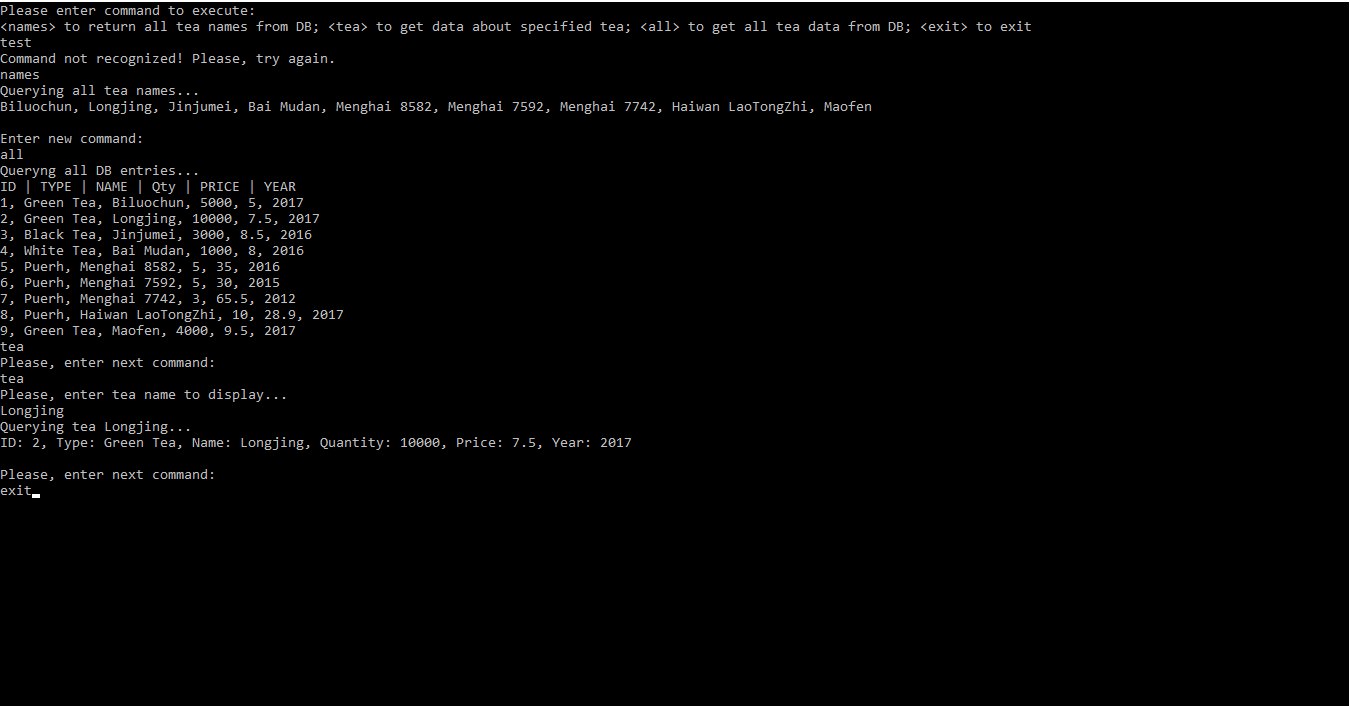 Please enter command to execute:
<names> to return all tea names from DB; <tea> to get data about specified tea; <all> to get all tea data from DB; <exit> to exit
test
Command not recognized! Please, try again.
names
Querying all tea names...
Biluochun, Longjing, Jinjumei, Bai Mudan, Menghai 8582, Menghai 7592, Menghai 7742, Haiwan LaoTongZhi, Maofen
Enter new command:
all
Queryng all DB entries...
ID | TYPE | NAME | Qty | PRICE | YEAR
1, Green Tea, Biluochun, 5000, 5, 2017
2, Green Tea, Longjing, 10000, 7.5, 2017
3, Black Tea, Jinjumei, 3000, 8.5, 2016
4, White Tea, Bai Mudan, 1000, 8, 2016
5, Puerh, Menghai 8582, 5, 35, 2016
6, Puerh, Menghai 7592, 5, 30, 2015
7, Puerh, Menghai 7742, 3, 65.5, 2012
8, Puerh, Haiwan LaoTongZhi, 10, 28.9, 2017
9, Green Tea, Maofen, 4000, 9.5, 2017
tea
Please, enter next command:
tea
Please, enter tea name to display...
Longjing
Querying tea Longjing...
ID: 2, Type: Green Tea, Name: Longjing, Quantity: 10000, Price: 7.5, Year: 2017
Please, enter next command:
exit